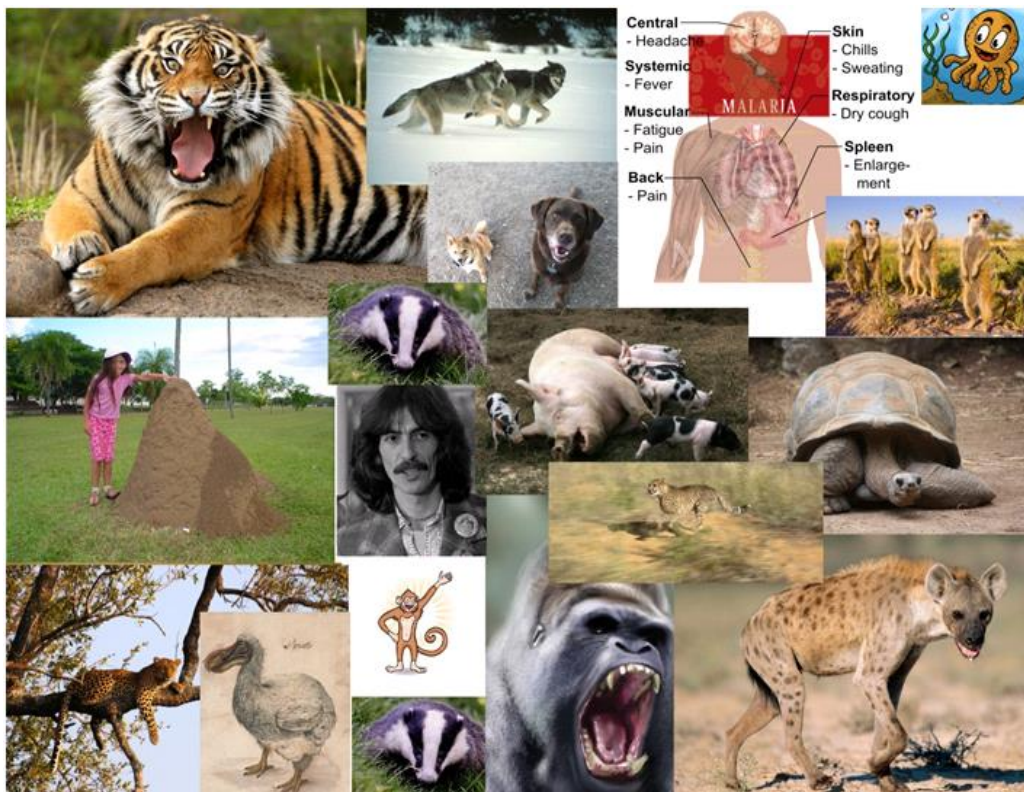 Central
- Headache
Systemic
- Fever
Muscular
- Fatigue
- Pain
Back
- Pain
MALARIA
Skin
- Chills
- Sweating
Respiratory
- Dry cough
Spleen
- Enlarge-
ment